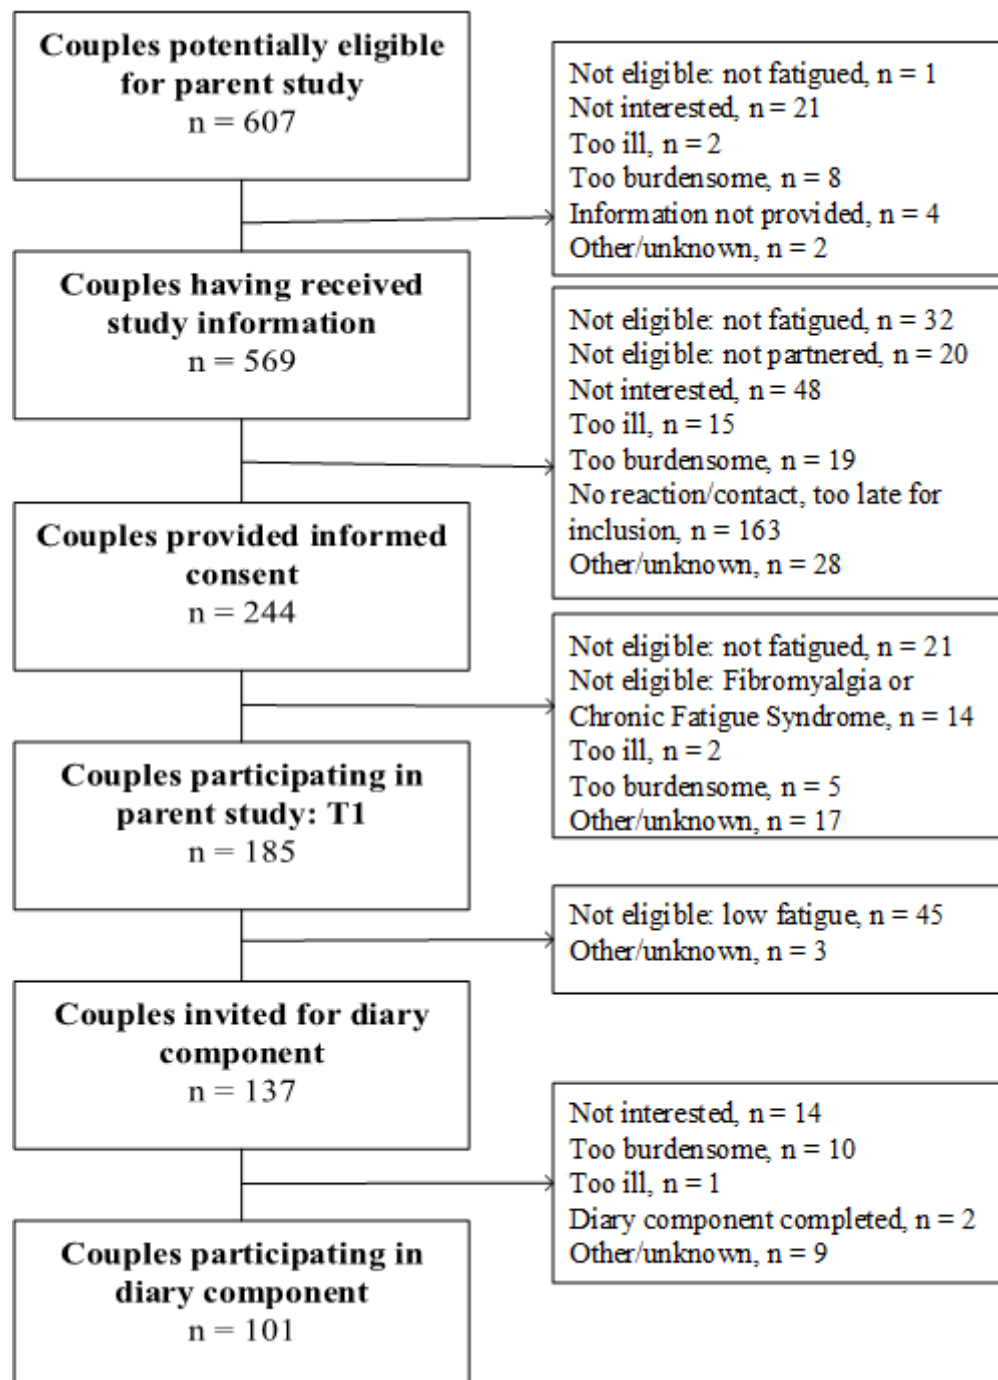 Couples potentially eligible
for parent study
n = 607
Not eligible: not fatigued, n = 1
Not interested, n = 21
Too ill, n = 2
Too burdensome, n = 8
Information not provided, n = 4
Other/unknown, n = 2
Couples having received
study information
n = 569
Not eligible: not fatigued, n = 32
Not eligible: not partnered, n = 20
Not interested, n = 48
Too ill, n = 15
Too burdensome, n = 19
No reaction/contact, too late for
inclusion, n = 163
Other/unknown, n = 28
Couples provided informed
consent
n = 244
Not eligible: not fatigued, n = 21
Not eligible: Fibromyalgia or
Chronic Fatigue Syndrome, n = 14
Too ill, n = 2
Too burdensome, n = 5
Other/unknown, n = 17
Couples participating in
parent study: T1
n = 185
Not eligible: low fatigue, n = 45
Other/unknown, n = 3
Couples invited for diary
component
n = 137
Not interested, n = 14
Too burdensome, n = 10
Too ill, n = 1
Diary component completed, n = 2
Other/unknown, n = 9
Couples participating in
diary component
n = 101